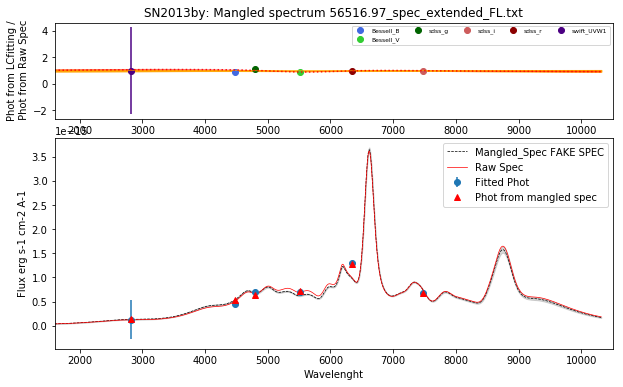 SN2013by: Mangled spectrum 56516.97_spec_extended_FL.txt
Phot from LCfitting /
Phot from Raw Spec
4
2
0
−2
Bessell_B
Bessell_V
sdss_g
sdss_i
sdss_r
swift_UVW1
2000 3000 4000 5000 6000 7000 8000 9000 10000
1e−15
Flux erg s-1 cm-2 A-1
3.5
3.0
2.5
2.0
1.5
1.0
0.5
0.0
Mangled_Spec FAKE SPEC
Raw Spec
Fitted Phot
Phot from mangled spec
2000 3000 4000 5000 6000 7000 8000 9000 10000
Wavelenght